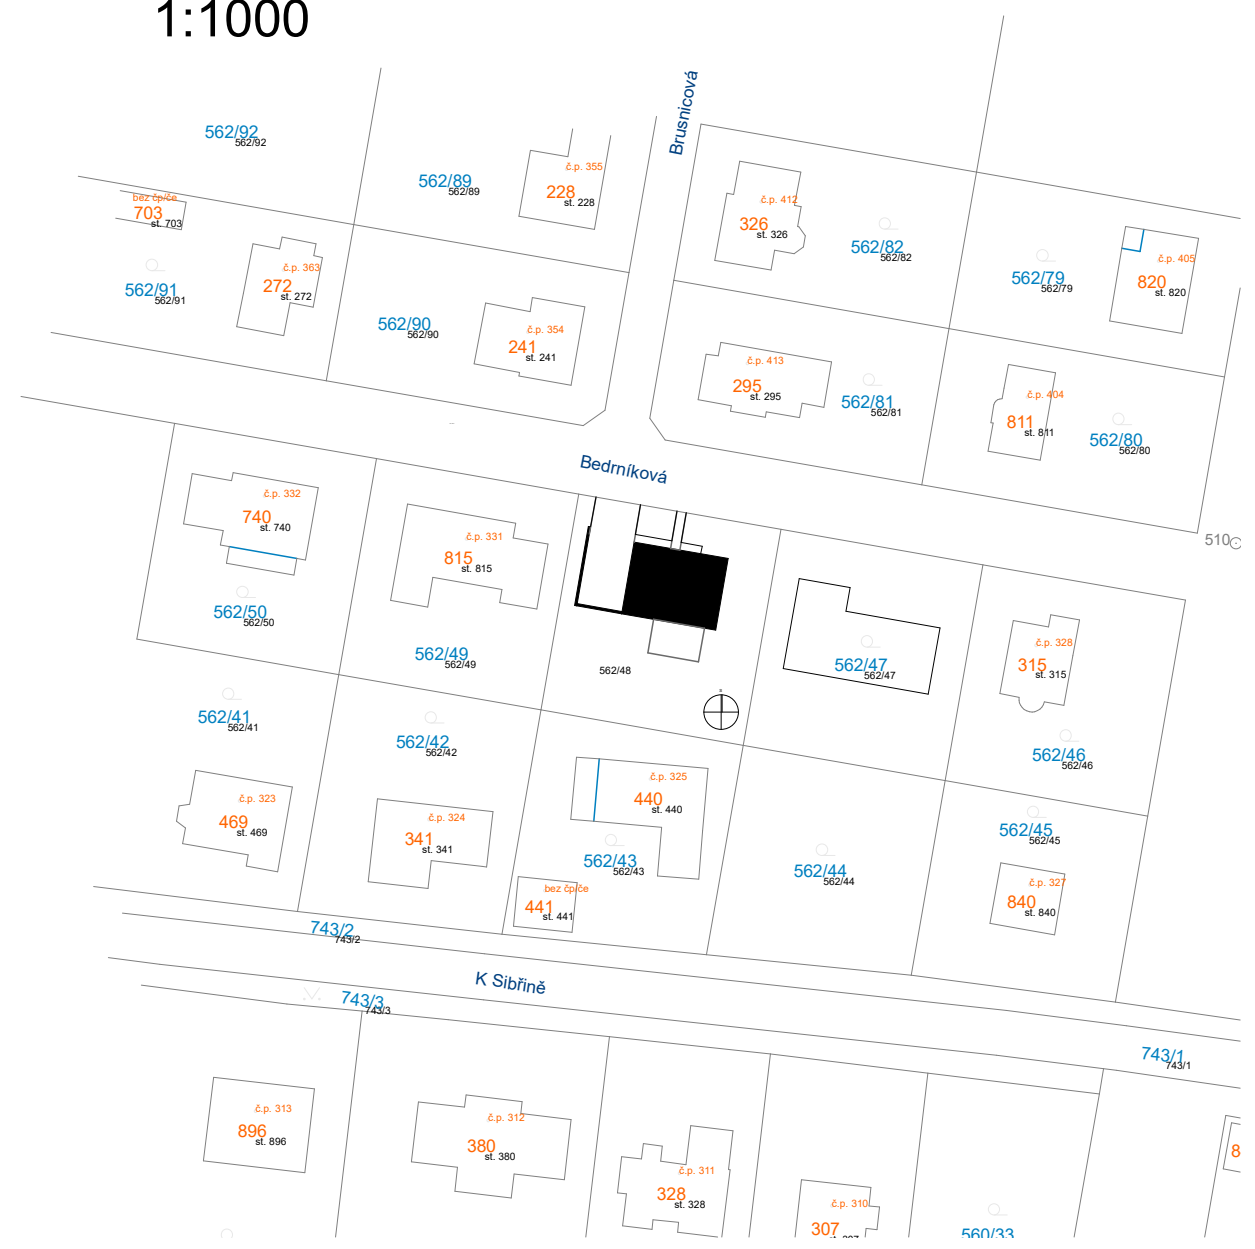 1:1000
Brusnicová
562/92
562/92
č.p. 355
562/89
562/89
228
st. 228
bez čp/če
703
st. 703
č.p. 412
326
st. 326
562/82
562/82
č.p. 405
562/79
562/79
820
st. 820
č.p. 363
272
st. 272
562/91
562/91
562/90
562/90
č.p. 354
241
st. 241
č.p. 413
295
st. 295
562/81
562/81
č.p. 404
811
st. 811
562/80
562/80
Bedrníková
510
č.p. 332
740
st. 740
č.p. 331
815
st. 815
562/50
562/50
562/49
562/49
562/48
562/47
562/47
č.p. 328
315
st. 315
562/41
562/41
562/42
562/42
562/46
562/46
č.p. 325
440
st. 440
č.p. 323
469
st. 469
č.p. 324
341
st. 341
562/43
562/43
562/44
562/44
562/45
562/45
č.p. 327
840
st. 840
bez čp/če
441
st. 441
743/2
743/2
K Sibřině
743/3
743/3
743/1
743/1
č.p. 313
896
st. 896
č.p. 312
380
st. 380
č.p. 311
328
st. 328
č.p. 310
307
560/33
8